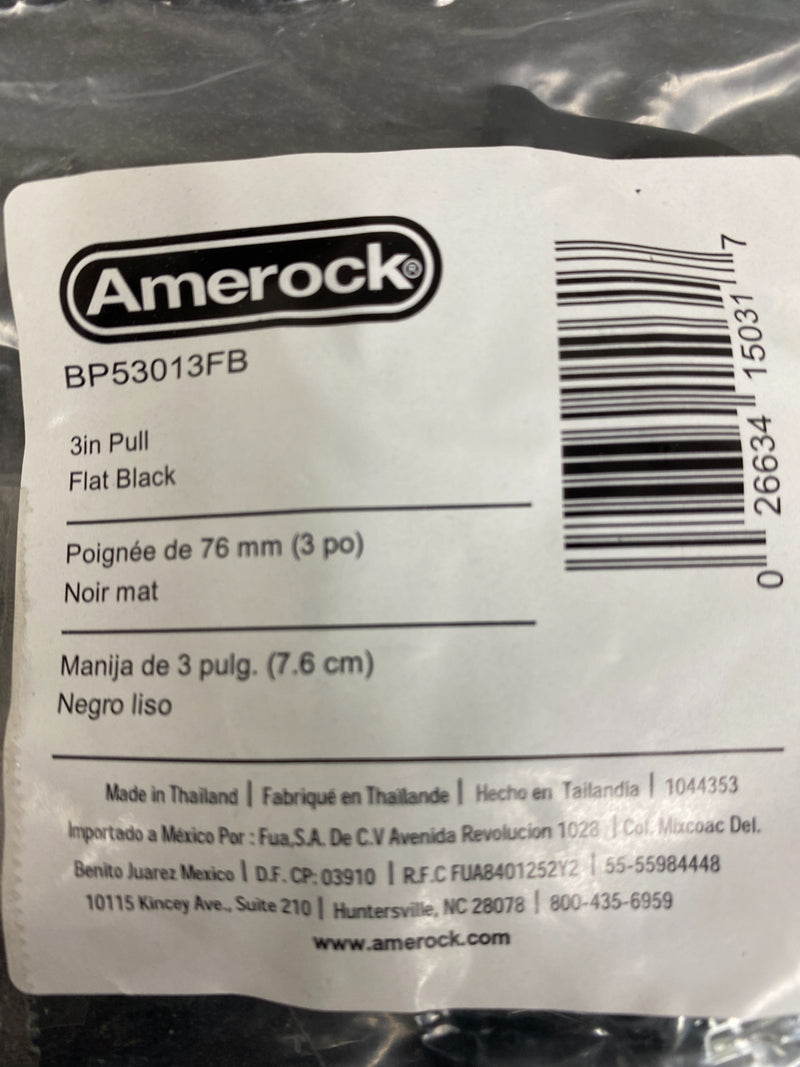 Amerock®
BP53013FB
3in Pull
Flat Black
Poignée de 76 mm (3 po)
Noir mat
Manija de 3 pulg. (7.6 cm)
Negro liso
0 26634 15031 7
Made in Thailand | Fabriqué en Thaïlande | Hecho en Tailandia | 1044353
Importado a México Por : Fua,S.A. De C.V Avenida Revolucion 1028 | Col. Mixcoac Del.
Benito Juarez Mexico | D.F. CP: 03910 | R.F.C FUA8401252Y2 | 55-55984448
10115 Kincey Ave., Suite 210 | Huntersville, NC 28078 | 800-435-6959
www.amerock.com